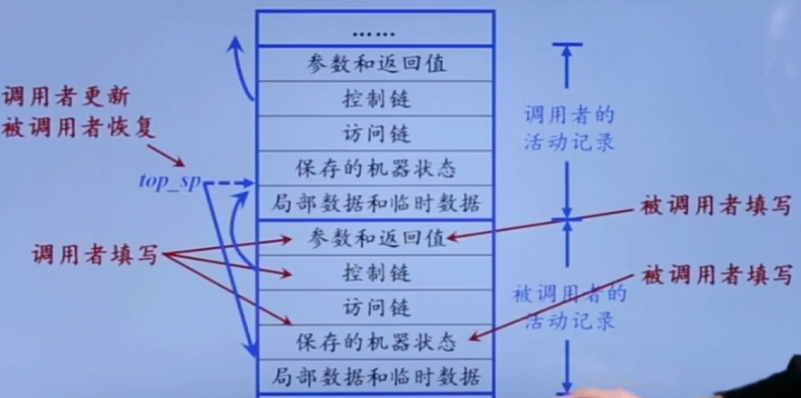 ……
参数和返回值
控制链
访问链
保存的机器状态
局部数据和临时数据
参数和返回值
控制链
访问链
保存的机器状态
局部数据和临时数据
调用者更新
被调用者恢复
top_sp
调用者填写
调用者的
活动记录
被调用者填写
被调用者的
活动记录
被调用者填写